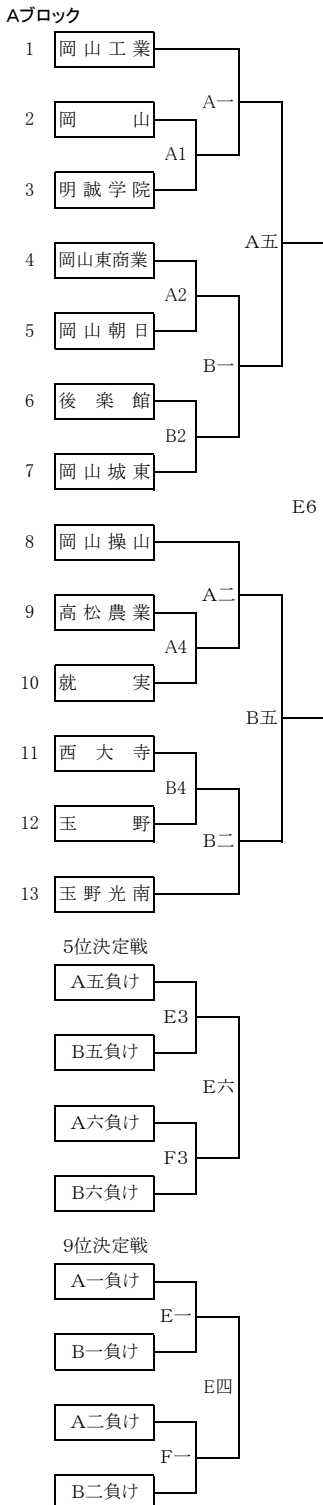 Aブロック
1 岡山工業
A一
2 岡山
A1
3 明誠学院
A五
4 岡山東商業
A2
5 岡山朝日
B一
6 後楽館
B2
7 岡山城東
E6
8 岡山操山
A二
9 高松農業
A4
10 就実
B五
11 西大寺
B4
12 玉野
B二
13 玉野光南
5位決定戦
A五負け
E3
B五負け
E六
A六負け
F3
B六負け
9位決定戦
A一負け
E一
B一負け
E四
A二負け
F一
B二負け